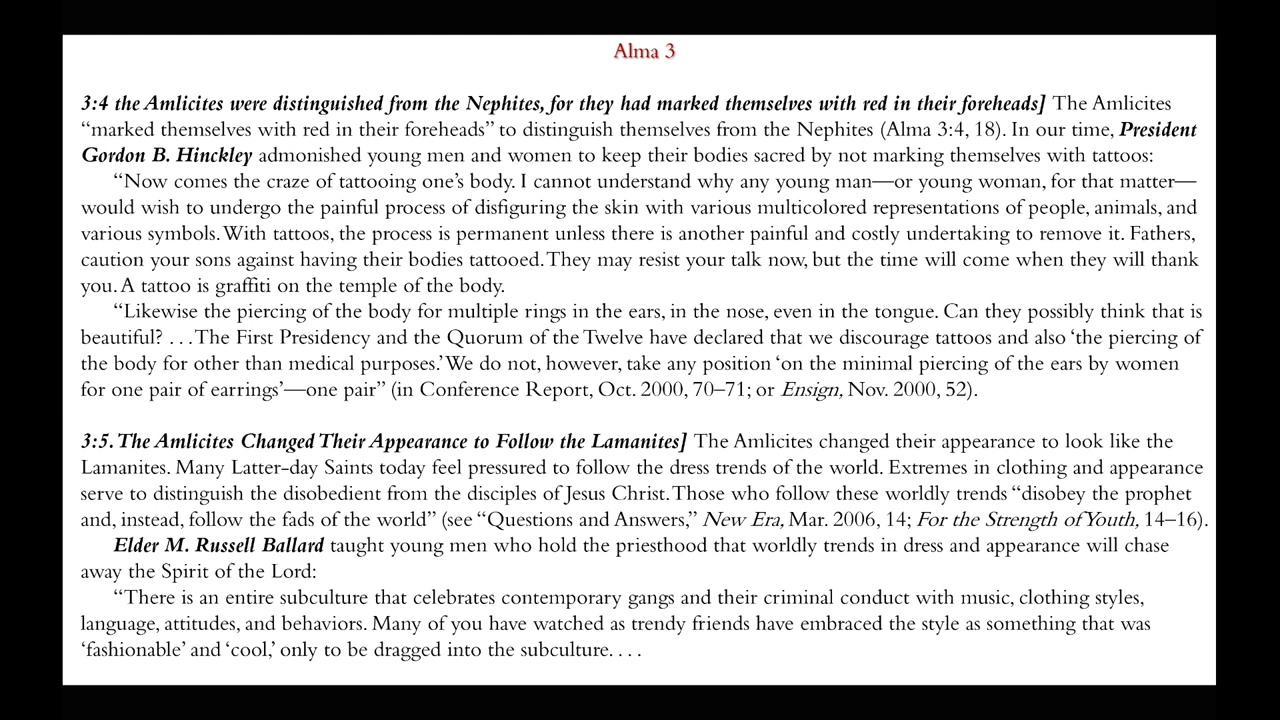 Alma 3
3:4 the Amlicites were distinguished from the Nephites, for they had marked themselves with red in their foreheads] The Amlicites
“marked themselves with red in their foreheads” to distinguish themselves from the Nephites (Alma 3:4, 18). In our time, President
Gordon B. Hinckley admonished young men and women to keep their bodies sacred by not marking themselves with tattoos:
“Now comes the craze of tattooing one’s body. I cannot understand why any young man—or young woman, for that matter—
would wish to undergo the painful process of disfiguring the skin with various multicolored representations of people, animals, and
various symbols. With tattoos, the process is permanent unless there is another painful and costly undertaking to remove it. Fathers,
caution your sons against having their bodies tattooed. They may resist your talk now, but the time will come when they will thank
you. A tattoo is graffiti on the temple of the body.
“Likewise the piercing of the body for multiple rings in the ears, in the nose, even in the tongue. Can they possibly think that is
beautiful? . . . The First Presidency and the Quorum of the Twelve have declared that we discourage tattoos and also ‘the piercing of
the body for other than medical purposes.’ We do not, however, take any position ‘on the minimal piercing of the ears by women
for one pair of earrings’—one pair” (in Conference Report, Oct. 2000, 70–71; or Ensign, Nov. 2000, 52).
3:5. The Amlicites Changed Their Appearance to Follow the Lamanites] The Amlicites changed their appearance to look like the
Lamanites. Many Latter-day Saints today feel pressured to follow the dress trends of the world. Extremes in clothing and appearance
serve to distinguish the disobedient from the disciples of Jesus Christ. Those who follow these worldly trends “disobey the prophet
and, instead, follow the fads of the world” (see “Questions and Answers,” New Era, Mar. 2006, 14; For the Strength of Youth, 14–16).
Elder M. Russell Ballard taught young men who hold the priesthood that worldly trends in dress and appearance will chase
away the Spirit of the Lord:
“There is an entire subculture that celebrates contemporary gangs and their criminal conduct with music, clothing styles,
language, attitudes, and behaviors. Many of you have watched as trendy friends have embraced the style as something that was
‘fashionable’ and ‘cool,’ only to be dragged into the subculture. . . .